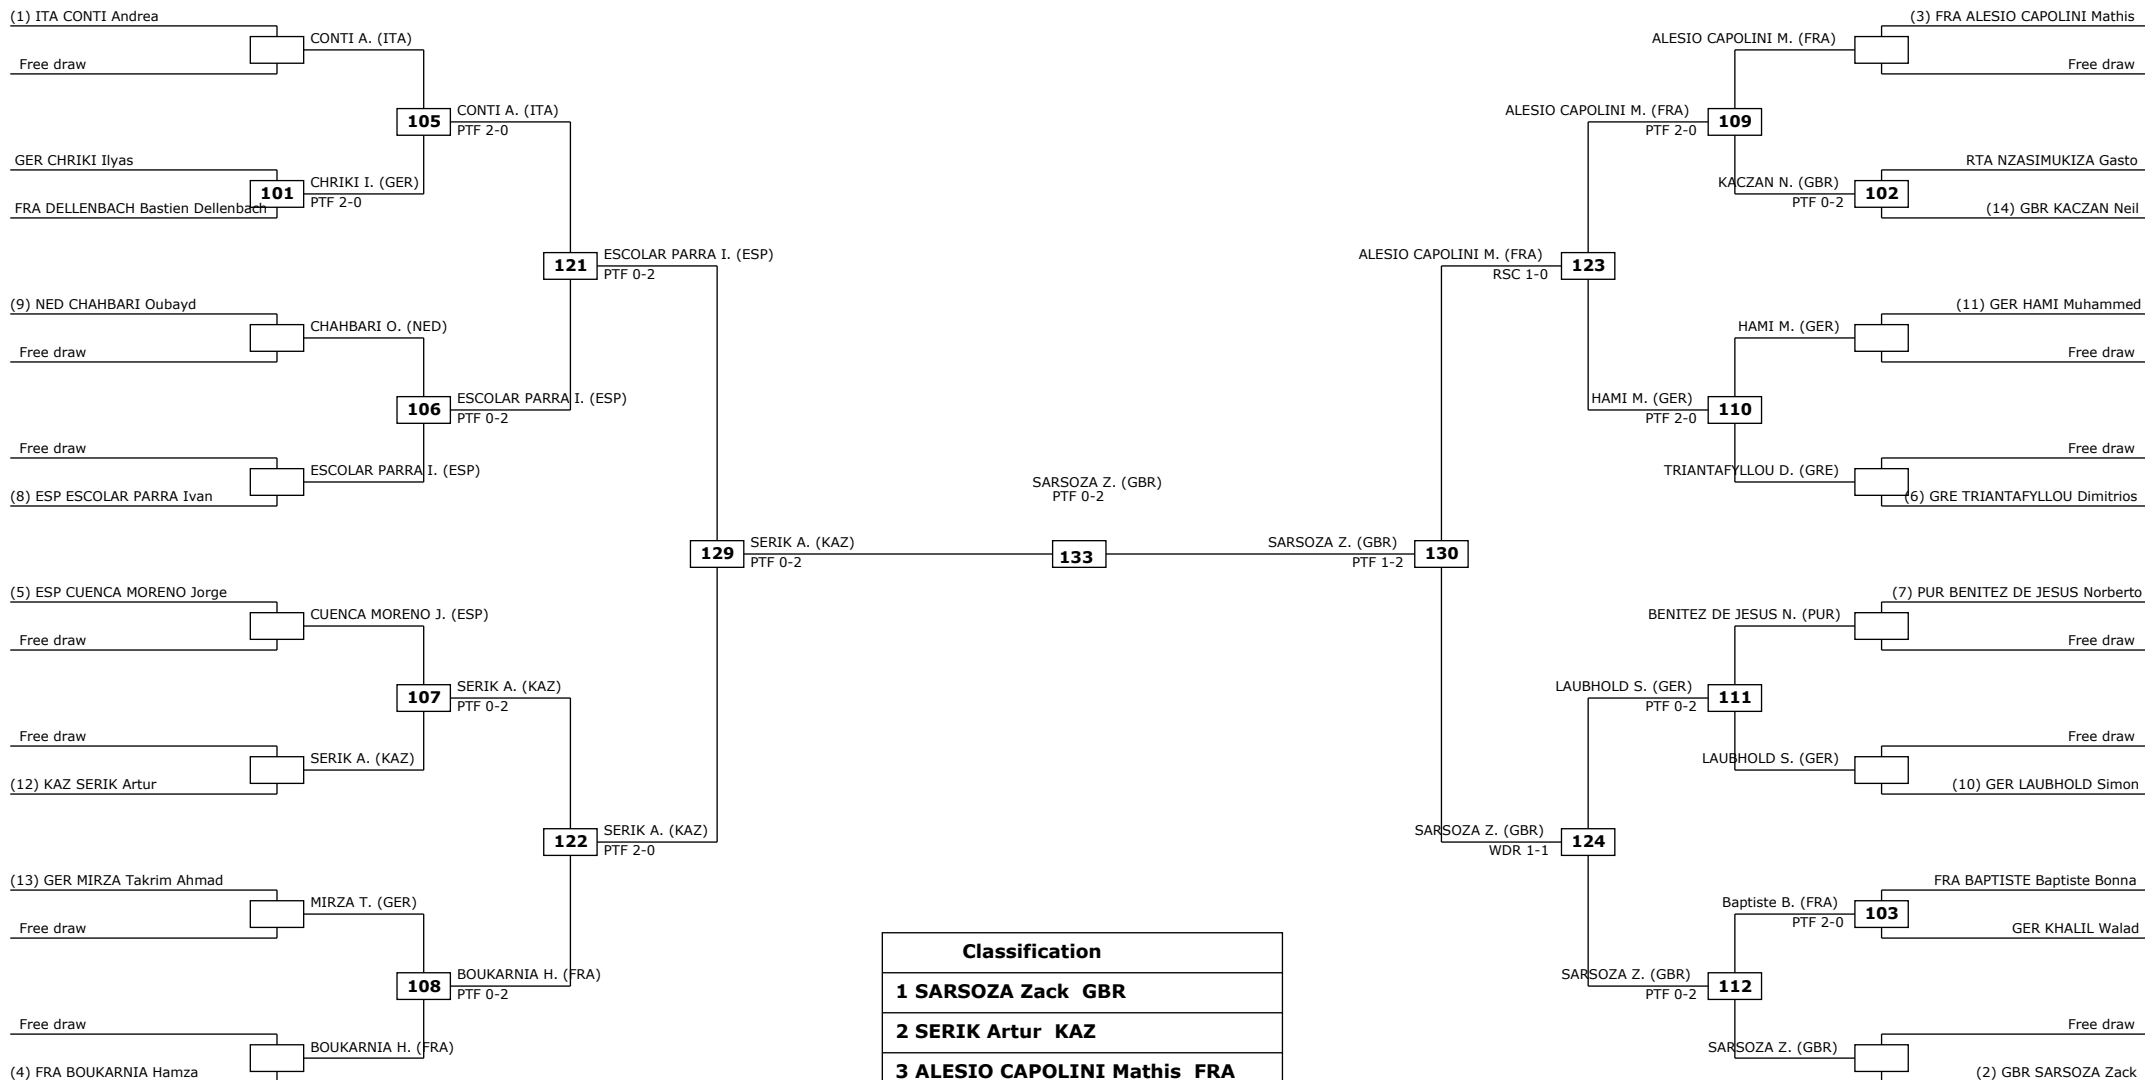 (1) ITA CONTI Andrea
CONTI A. (ITA)
Free draw
CONTI A. (ITA)
105
PTF 2-0
GER CHRIKI Ilyas
CHRIKI I. (GER)
101
PTF 2-0
FRA DELLENBACH Bastien Dellenbach
ESCOLAR PARRA I. (ESP)
121
PTF 0-2
(9) NED CHAHBARI Oubayd
CHAHBARI O. (NED)
Free draw
ESCOLAR PARRA I. (ESP)
106
PTF 0-2
Free draw
ESCOLAR PARRA I. (ESP)
(8) ESP ESCOLAR PARRA Ivan
SERIK A. (KAZ)
129
PTF 0-2
(5) ESP CUENCA MORENO Jorge
CUENCA MORENO J. (ESP)
Free draw
SERIK A. (KAZ)
107
PTF 0-2
Free draw
SERIK A. (KAZ)
(12) KAZ SERIK Artur
SERIK A. (KAZ)
122
PTF 2-0
(13) GER MIRZA Takrim Ahmad
MIRZA T. (GER)
Free draw
BOUKARNIA H. (FRA)
108
PTF 0-2
Free draw
BOUKARNIA H. (FRA)
(4) FRA BOUKARNIA Hamza
SARSOZA Z. (GBR)
PTF 0-2
133
(3) FRA ALESIO CAPOLINI Mathis
ALESIO CAPOLINI M. (FRA)
Free draw
ALESIO CAPOLINI M. (FRA)
109
PTF 2-0
RTA NZASIMUKIZA Gasto
KACZAN N. (GBR)
102
PTF 0-2
(14) GBR KACZAN Neil
ALESIO CAPOLINI M. (FRA)
123
RSC 1-0
(11) GER HAMI Muhammed
HAMI M. (GER)
Free draw
HAMI M. (GER)
110
PTF 2-0
Free draw
TRIANTAFYLLOU D. (GRE)
(6) GRE TRIANTAFYLLOU Dimitrios
SARSOZA Z. (GBR)
130
PTF 1-2
(7) PUR BENITEZ DE JESUS Norberto
BENITEZ DE JESUS N. (PUR)
Free draw
LAUBHOLD S. (GER)
111
PTF 0-2
Free draw
LAUBHOLD S. (GER)
(10) GER LAUBHOLD Simon
SARSOZA Z. (GBR)
124
WDR 1-1
FRA BAPTISTE Baptiste Bonna
Baptiste B. (FRA)
103
PTF 2-0
GER KHALIL Walad
SARSOZA Z. (GBR)
112
PTF 0-2
Free draw
SARSOZA Z. (GBR)
(2) GBR SARSOZA Zack
Classification
1 SARSOZA Zack GBR
2 SERIK Artur KAZ
3 ALESIO CAPOLINI Mathis FRA